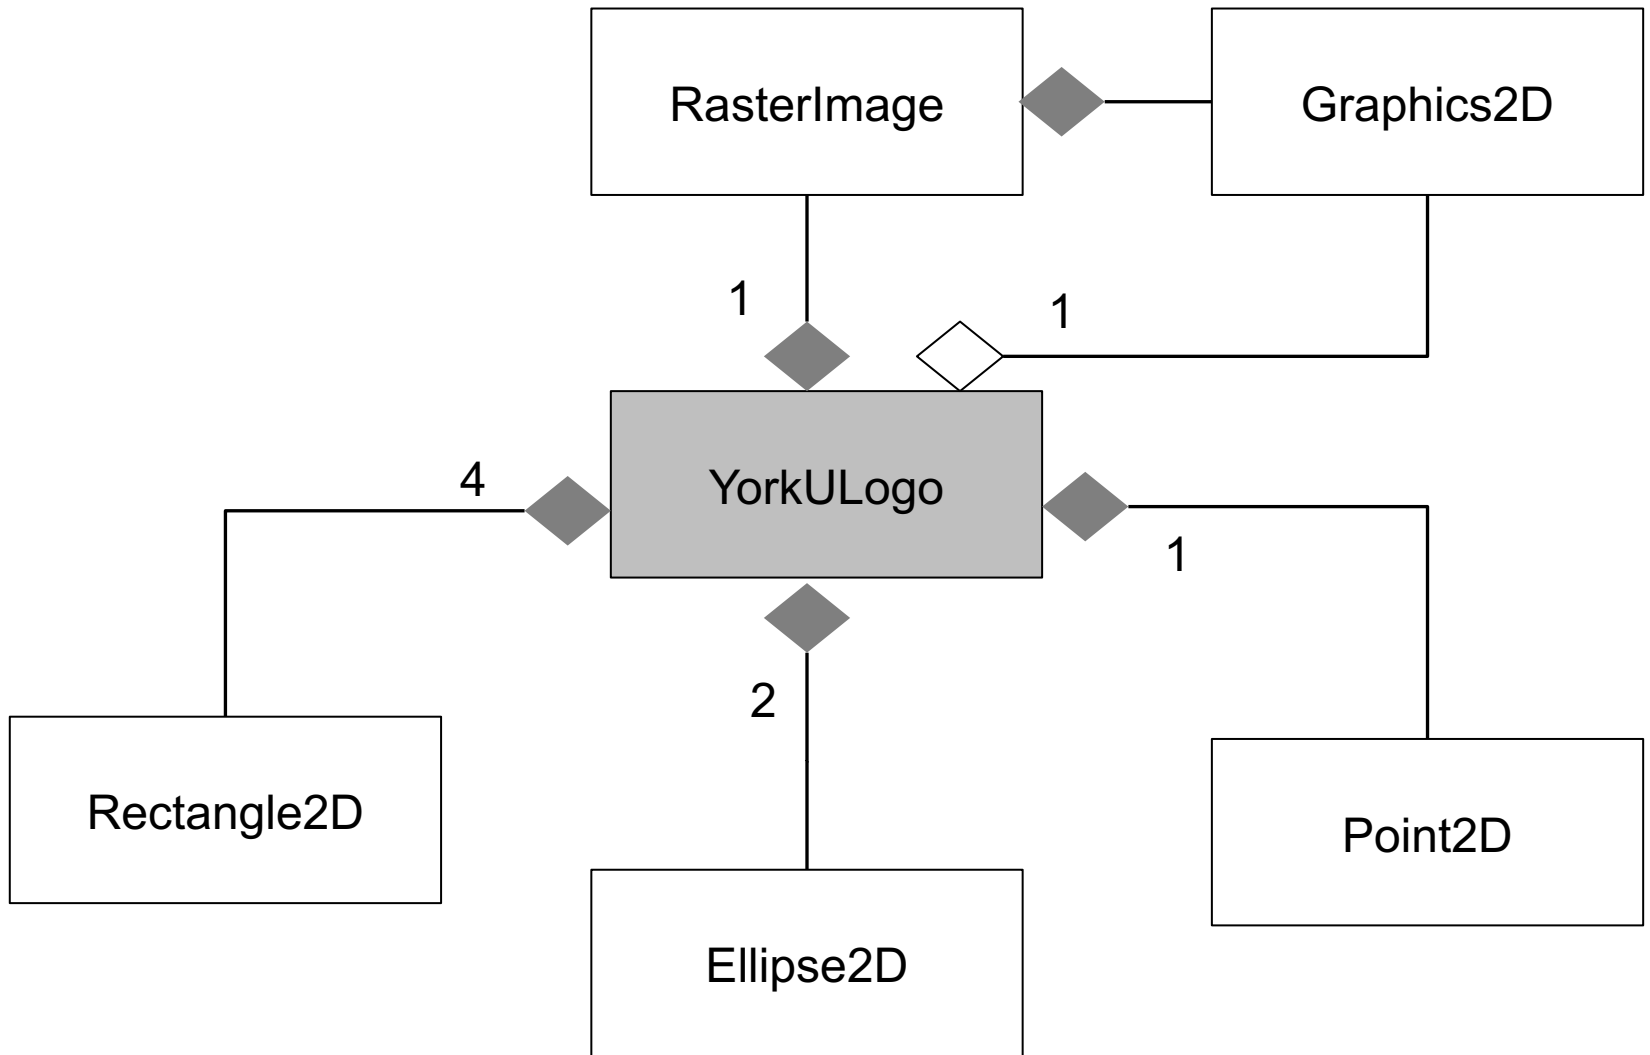 RasterImage
Graphics2D
1
1
4
YorkULogo
1
2
Rectangle2D
Point2D
Ellipse2D